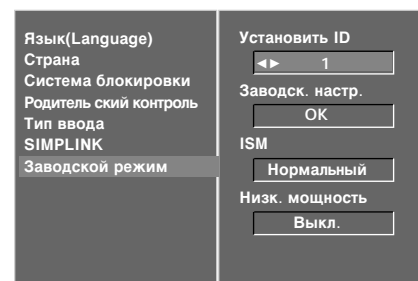 Язык(Language)
Страна
Система блокировки
Родитель ский контроль
Тип ввода
SIMPLINK
Заводской режим
Установить ID
◄► 1
Заводск. настр.
OK
ISM
Нормальный
Низк. мощность
Выкл.